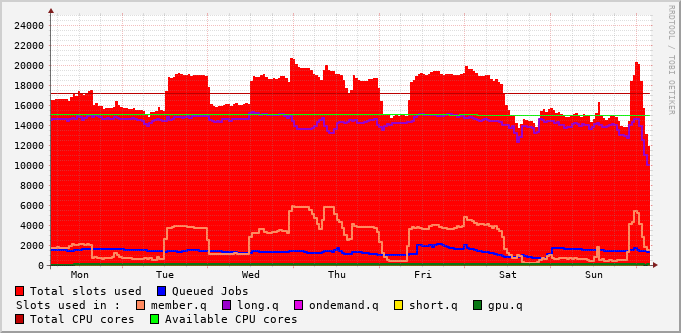 RRDTOOL / TOBI OETIKER
24000
22000
20000
18000
16000
14000
12000
10000
8000
6000
4000
2000
0
Mon Tue Wed Thu Fri Sat Sun
Total slots used Queued Jobs
Slots used in : member.q long.q ondemand.q short.q gpu.q
Total CPU cores Available CPU cores